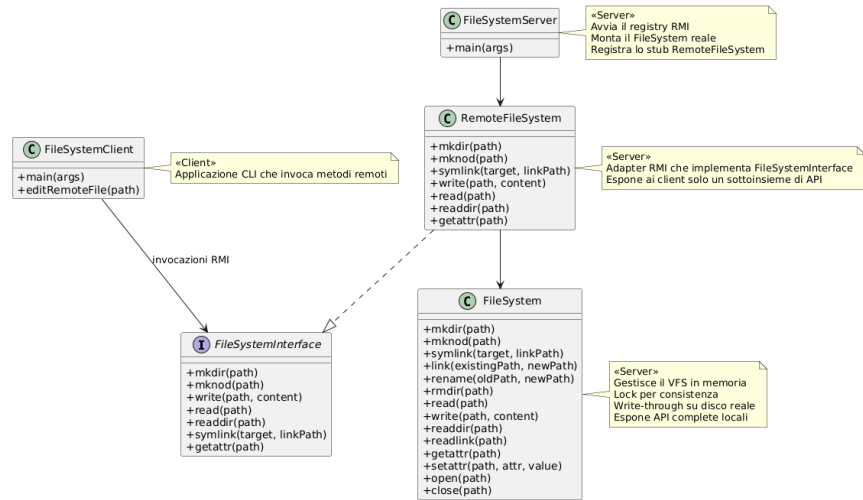 FileSystemServer
+main(args)
«Server»
Avvia il registry RMI
Monta il FileSystem reale
Registra lo stub RemoteFileSystem
RemoteFileSystem
+mkdir(path)
+mknod(path)
+symlink(target, linkPath)
+write(path, content)
+read(path)
+readdir(path)
+getattr(path)
«Server»
Adapter RMI che implementa FileSystemInterface
Espone ai client solo un sottoinsieme di API
FileSystemClient
+main(args)
+editRemoteFile(path)
«Client»
Applicazione CLI che invoca metodi remoti
invocazioni RMI
FileSystemInterface
+mkdir(path)
+mknod(path)
+write(path, content)
+read(path)
+readdir(path)
+symlink(target, linkPath)
+getattr(path)
FileSystem
+mkdir(path)
+mknod(path)
+symlink(target, linkPath)
+link(existingPath, newPath)
+rename(oldPath, newPath)
+rmdir(path)
+read(path)
+write(path, content)
+readdir(path)
+readlink(path)
+getattr(path)
+setattr(path, attr, value)
+open(path)
+close(path)
«Server»
Gestisce il VFS in memoria
Lock per consistenza
Write-through su disco reale
Espone API complete locali
C
C
C
I
C